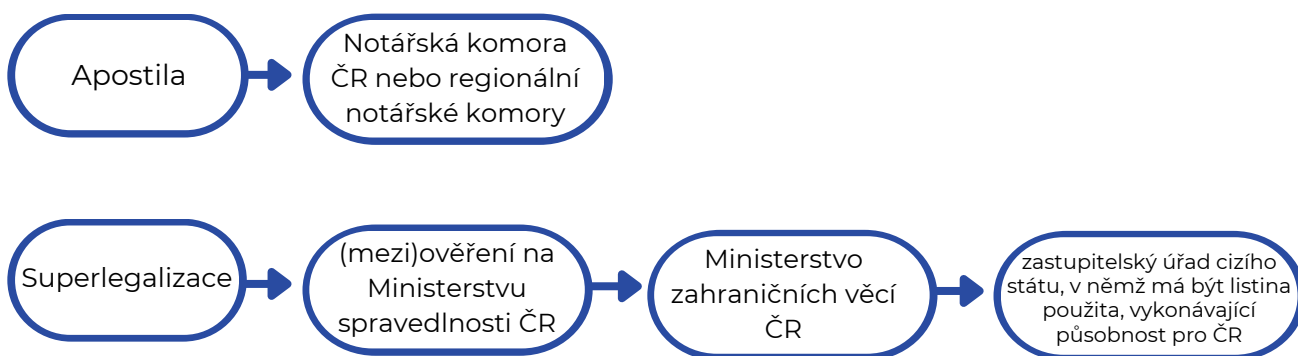 Apostila
Notářská komora
ČR nebo regionální
notářské komory
Superlegalizace
(mezi)ověření na
Ministerstvu
spravedlnosti ČR
Ministerstvo
zahraničních věcí
ČR
zastupitelský úřad cizího
státu, v němž má být listina
použita, vykonávající
působnost pro ČR